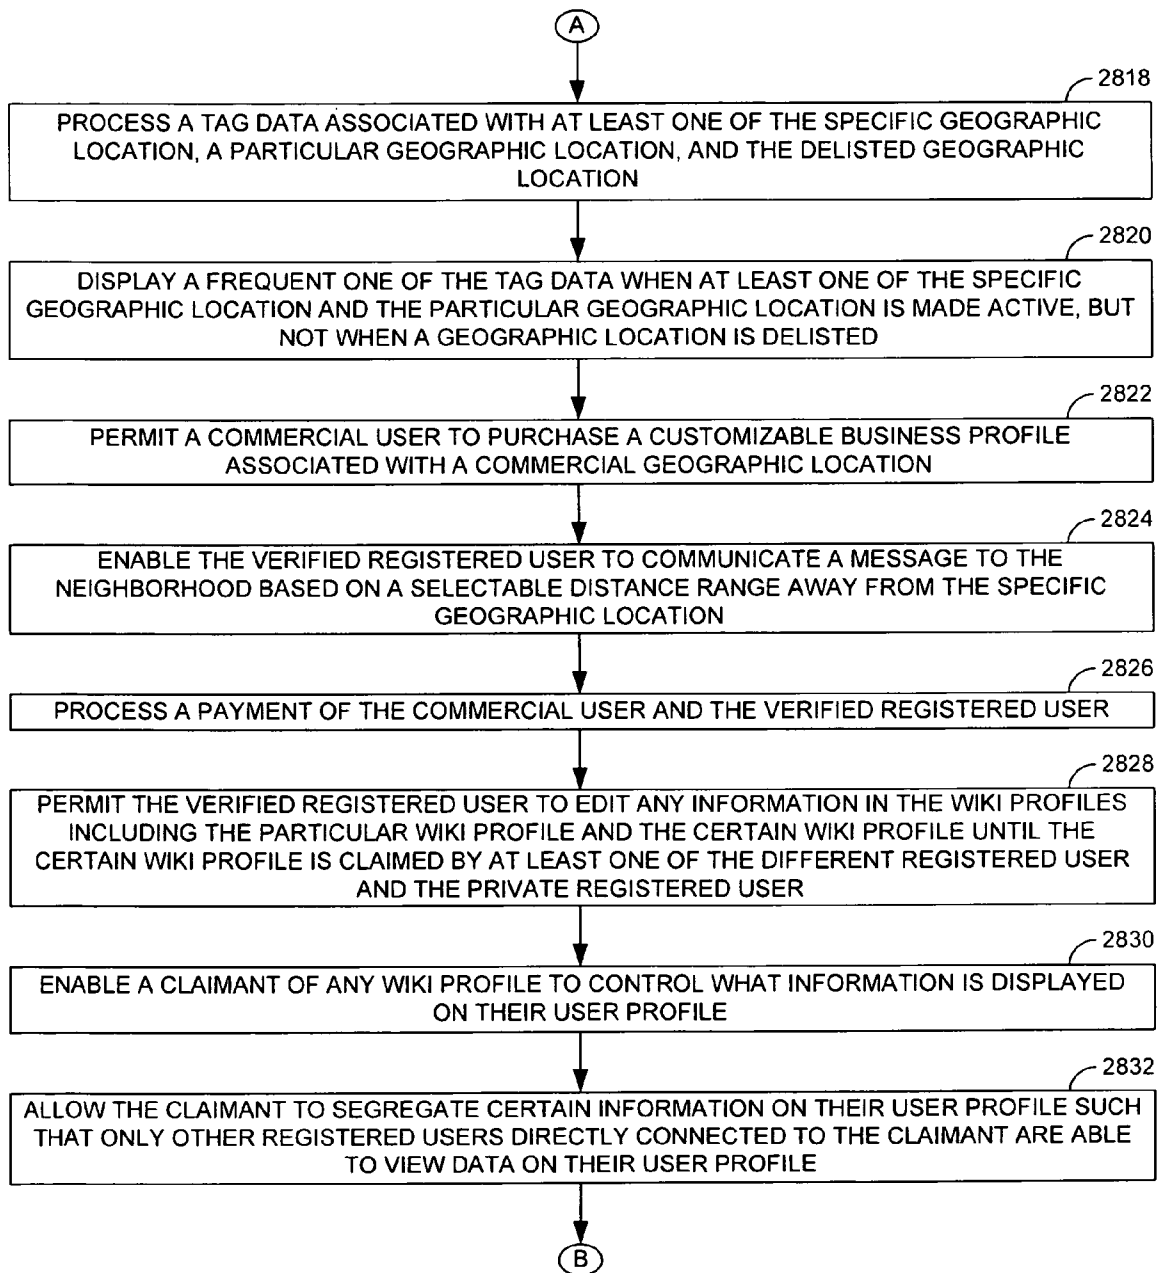 A
2818
PROCESS A TAG DATA ASSOCIATED WITH AT LEAST ONE OF THE SPECIFIC GEOGRAPHIC
LOCATION, A PARTICULAR GEOGRAPHIC LOCATION, AND THE DELISTED GEOGRAPHIC
LOCATION
2820
DISPLAY A FREQUENT ONE OF THE TAG DATA WHEN AT LEAST ONE OF THE SPECIFIC
GEOGRAPHIC LOCATION AND THE PARTICULAR GEOGRAPHIC LOCATION IS MADE ACTIVE, BUT
NOT WHEN A GEOGRAPHIC LOCATION IS DELISTED
2822
PERMIT A COMMERCIAL USER TO PURCHASE A CUSTOMIZABLE BUSINESS PROFILE
ASSOCIATED WITH A COMMERCIAL GEOGRAPHIC LOCATION
2824
ENABLE THE VERIFIED REGISTERED USER TO COMMUNICATE A MESSAGE TO THE
NEIGHBORHOOD BASED ON A SELECTABLE DISTANCE RANGE AWAY FROM THE SPECIFIC
GEOGRAPHIC LOCATION
2826
PROCESS A PAYMENT OF THE COMMERCIAL USER AND THE VERIFIED REGISTERED USER
2828
PERMIT THE VERIFIED REGISTERED USER TO EDIT ANY INFORMATION IN THE WIKI PROFILES
INCLUDING THE PARTICULAR WIKI PROFILE AND THE CERTAIN WIKI PROFILE UNTIL THE
CERTAIN WIKI PROFILE IS CLAIMED BY AT LEAST ONE OF THE DIFFERENT REGISTERED USER
AND THE PRIVATE REGISTERED USER
2830
ENABLE A CLAIMANT OF ANY WIKI PROFILE TO CONTROL WHAT INFORMATION IS DISPLAYED
ON THEIR USER PROFILE
2832
ALLOW THE CLAIMANT TO SEGREGATE CERTAIN INFORMATION ON THEIR USER PROFILE SUCH
THAT ONLY OTHER REGISTERED USERS DIRECTLY CONNECTED TO THE CLAIMANT ARE ABLE
TO VIEW DATA ON THEIR USER PROFILE
B